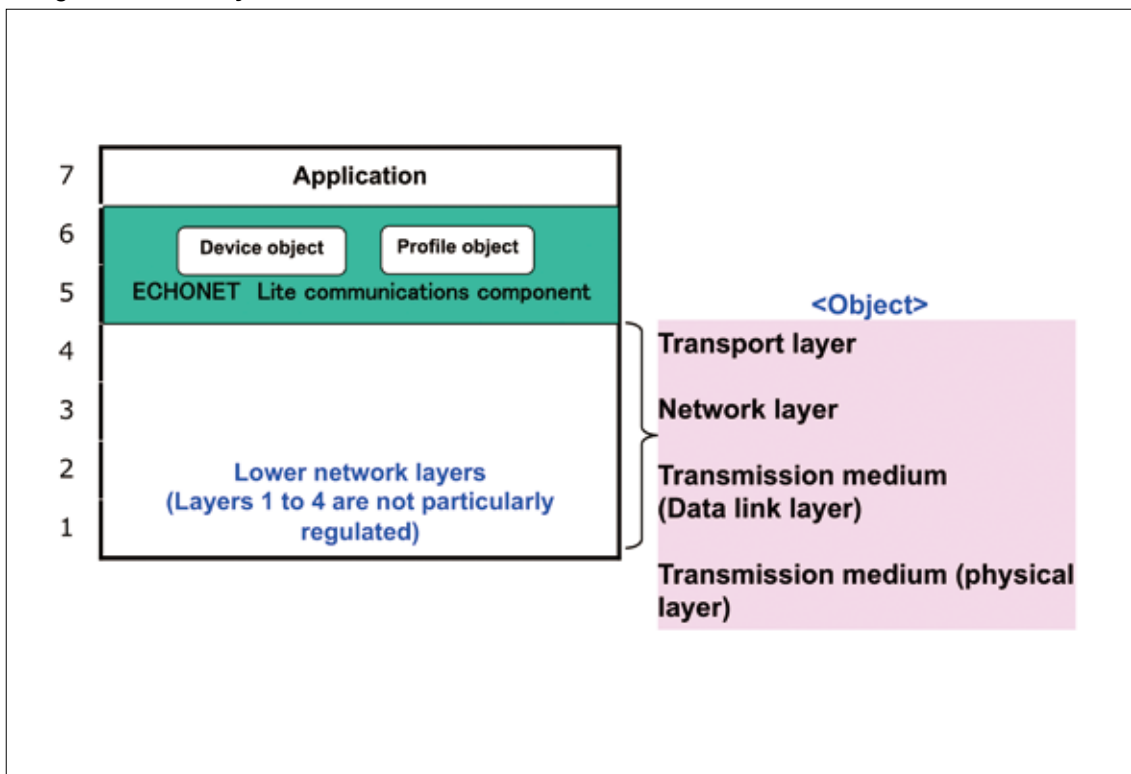 7
Application
6
Device object
Profile object
5
ECHONET Lite communications component
<Object>
4
Transport layer
3
Network layer
2
Lower network layers
(Layers 1 to 4 are not particularly
regulated)
1
Transmission medium
(Data link layer)
Transmission medium (physical
layer)